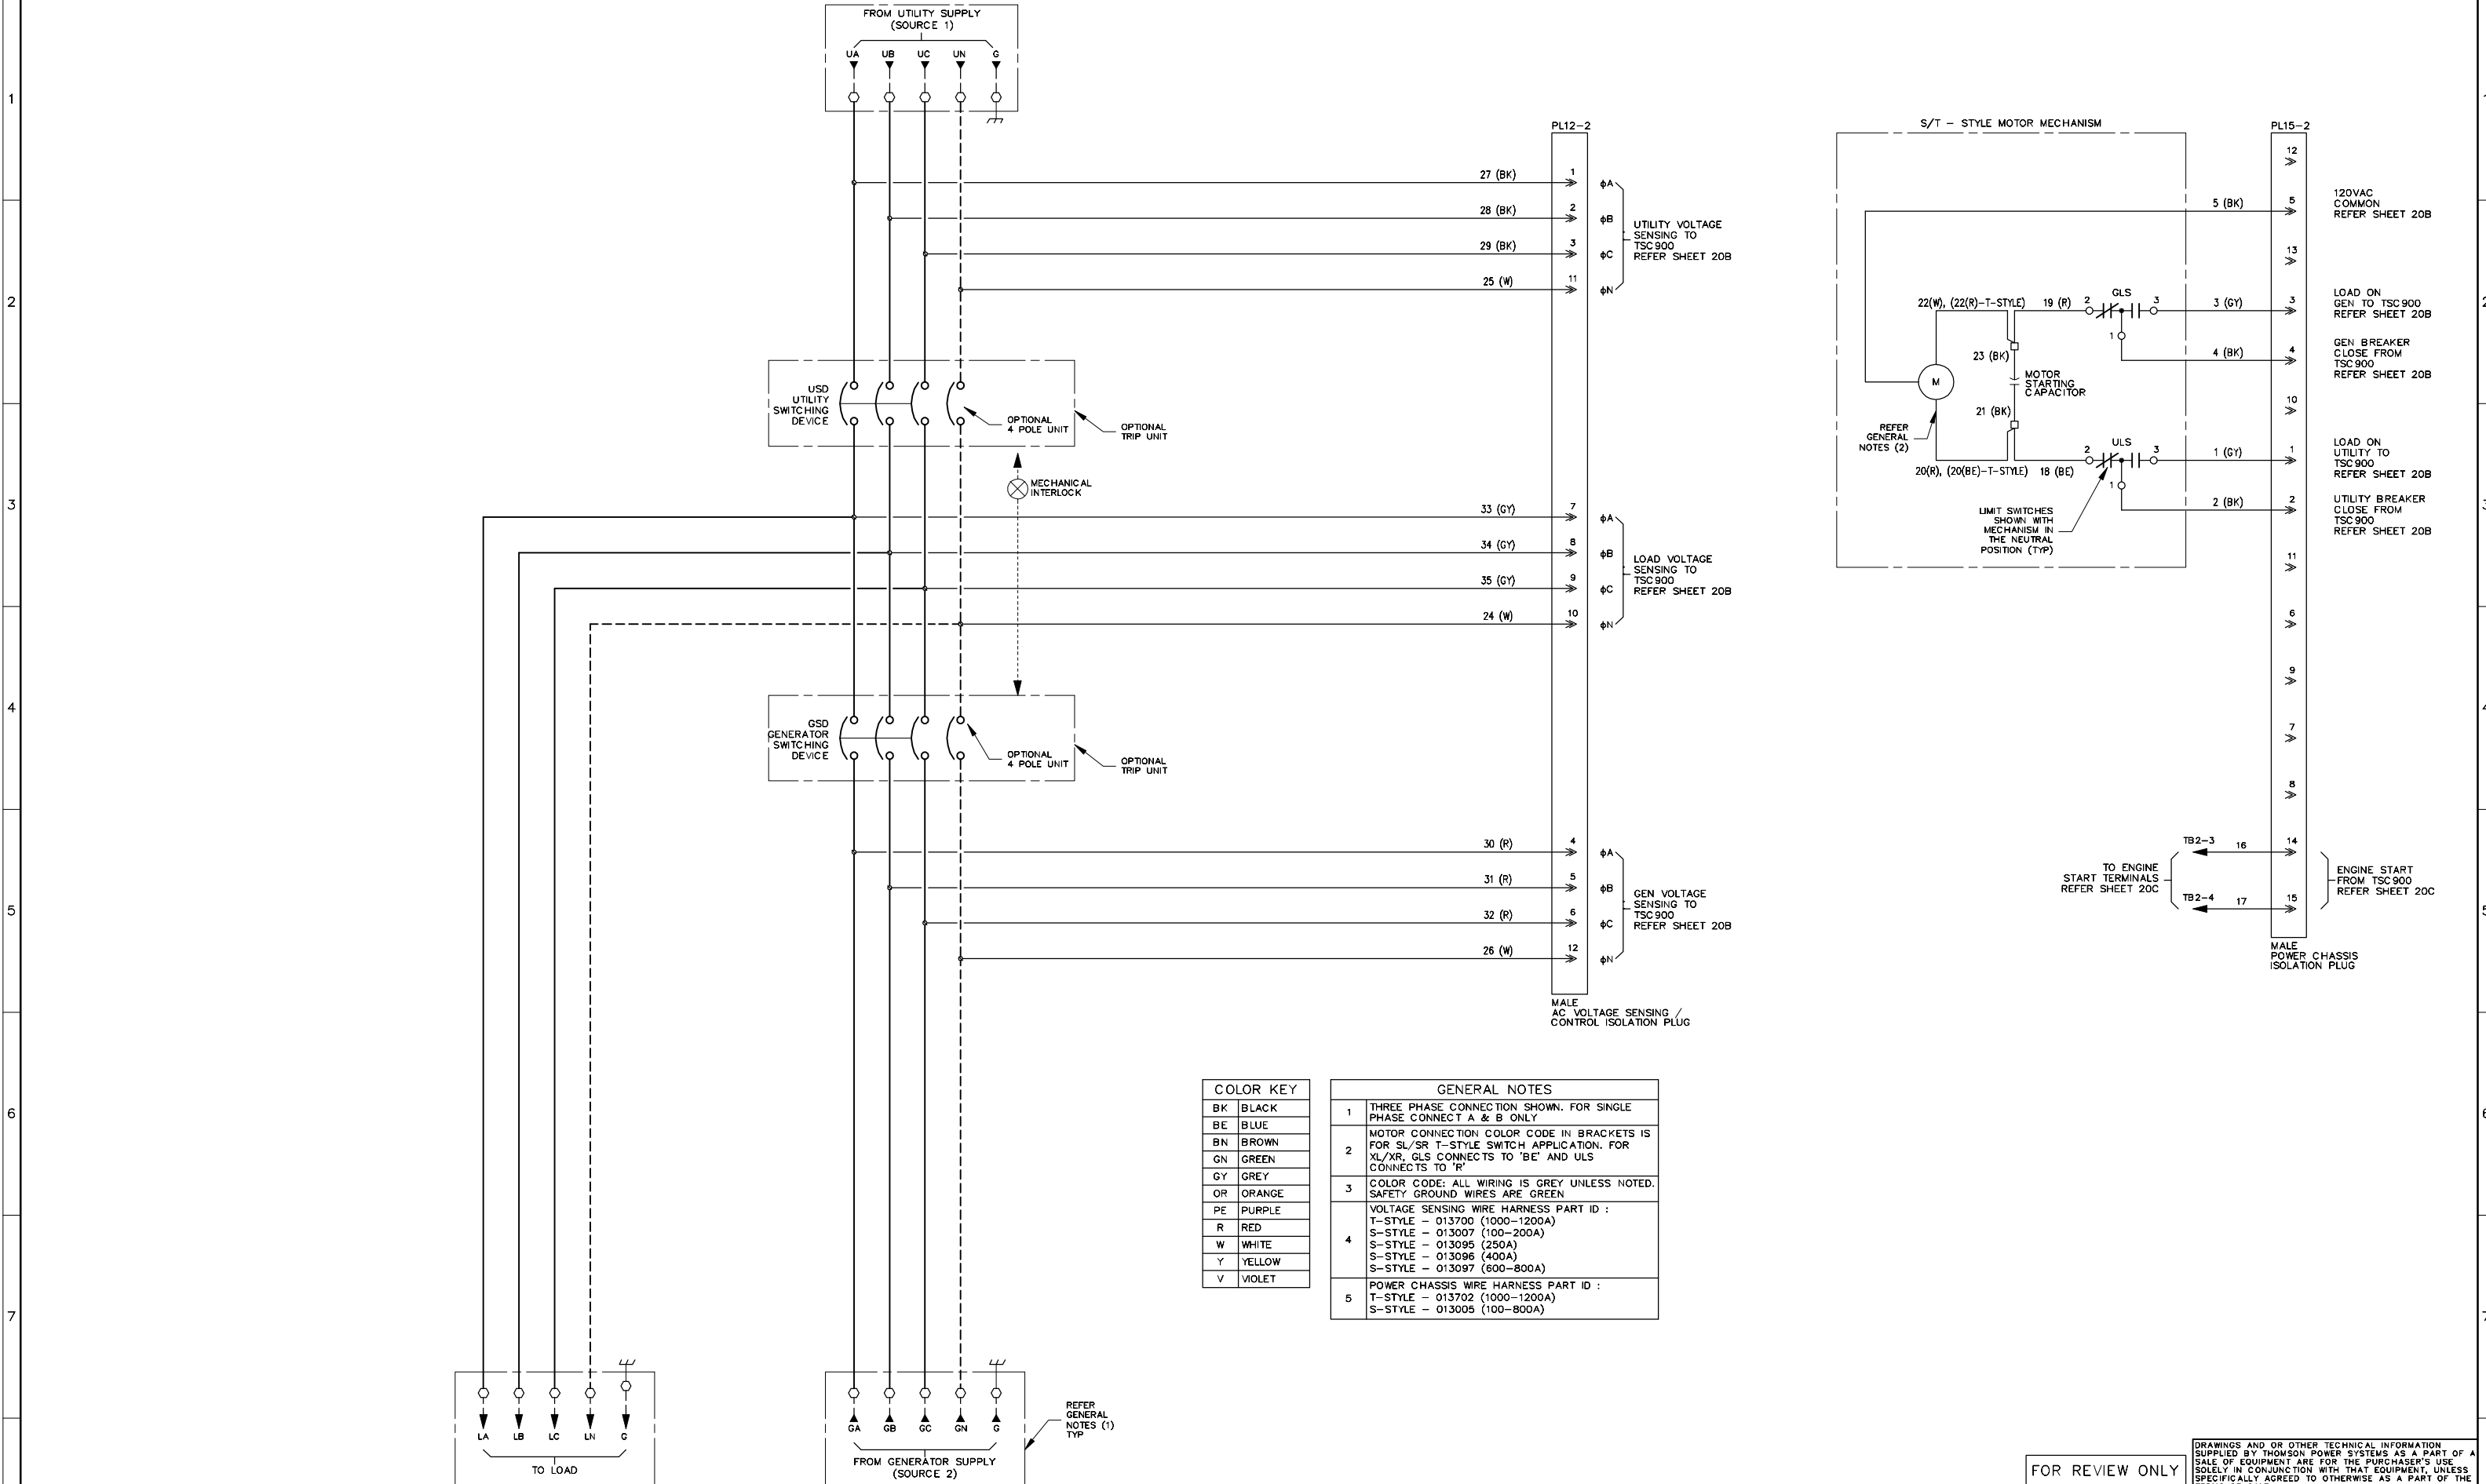 FROM UTILITY SUPPLY
(SOURCE 1)
UA UB UC UN G
1
2
3
4
5
6
7
1
2
3
4
5
6
7
USD
UTILITY
SWITCHING
DEVICE
OPTIONAL
4 POLE UNIT
OPTIONAL
TRIP UNIT
MECHANICAL
INTERLOCK
GSD
GENERATOR
SWITCHING
DEVICE
OPTIONAL
4 POLE UNIT
OPTIONAL
TRIP UNIT
LA LB LC LN G
TO LOAD
GA GB GC GN G
FROM GENERATOR SUPPLY
(SOURCE 2)
REFER
GENERAL
NOTES (1)
TYP
PL12-2
27 (BK) 1 ϕA
28 (BK) 2 ϕB
29 (BK) 3 ϕC
25 (W) 11 ϕN
UTILITY VOLTAGE
SENSING TO
TSC900
REFER SHEET 20B
33 (GY) 7 ϕA
34 (GY) 8 ϕB
35 (GY) 9 ϕC
24 (W) 10 ϕN
LOAD VOLTAGE
SENSING TO
TSC900
REFER SHEET 20B
30 (R) 4 ϕA
31 (R) 5 ϕB
32 (R) 6 ϕC
26 (W) 12 ϕN
GEN VOLTAGE
SENSING TO
TSC900
REFER SHEET 20B
MALE
AC VOLTAGE SENSING /
CONTROL ISOLATION PLUG
S/T - STYLE MOTOR MECHANISM
M
REFER
GENERAL
NOTES (2)
22(W), (22(R)-T-STYLE) 19 (R) 2 GLS 3
1
23 (BK)
MOTOR
STARTING
CAPACITOR
21 (BK)
20(R), (20(BE)-T-STYLE) 18 (BE) 2 ULS 3
1
LIMIT SWITCHES
SHOWN WITH
MECHANISM IN
THE NEUTRAL
POSITION (TYP)
PL15-2
12
5 (BK) 5
120VAC
COMMON
REFER SHEET 20B
13
3 (GY) 3
LOAD ON
GEN TO TSC900
REFER SHEET 20B
4 (BK) 4
GEN BREAKER
CLOSE FROM
TSC900
REFER SHEET 20B
10
1 (GY) 1
LOAD ON
UTILITY TO
TSC900
REFER SHEET 20B
2 (BK) 2
UTILITY BREAKER
CLOSE FROM
TSC900
REFER SHEET 20B
11
6
9
7
8
TB2-3 16 14
TB2-4 17 15
TO ENGINE
START TERMINALS
REFER SHEET 20C
ENGINE START
FROM TSC900
REFER SHEET 20C
MALE
POWER CHASSIS
ISOLATION PLUG
COLOR KEY
BK BLACK
BE BLUE
BN BROWN
GN GREEN
GY GREY
OR ORANGE
PE PURPLE
R RED
W WHITE
Y YELLOW
V VIOLET
GENERAL NOTES
1 THREE PHASE CONNECTION SHOWN. FOR SINGLE
PHASE CONNECT A & B ONLY
2 MOTOR CONNECTION COLOR CODE IN BRACKETS IS
FOR SL/SR T-STYLE SWITCH APPLICATION. FOR
XL/XR, GLS CONNECTS TO 'BE' AND ULS
CONNECTS TO 'R'
3 COLOR CODE: ALL WIRING IS GREY UNLESS NOTED.
SAFETY GROUND WIRES ARE GREEN
4 VOLTAGE SENSING WIRE HARNESS PART ID :
T-STYLE - 013700 (1000-1200A)
S-STYLE - 013007 (100-200A)
S-STYLE - 013095 (250A)
S-STYLE - 013096 (400A)
S-STYLE - 013097 (600-800A)
5 POWER CHASSIS WIRE HARNESS PART ID :
T-STYLE - 013702 (1000-1200A)
S-STYLE - 013005 (100-800A)
FOR REVIEW ONLY
DRAWINGS AND OR OTHER TECHNICAL INFORMATION
SUPPLIED BY THOMSON POWER SYSTEMS AS A PART OF A
SALE OF EQUIPMENT ARE FOR THE PURCHASER'S USE
SOLELY IN CONJUNCTION WITH THAT EQUIPMENT, UNLESS
SPECIFICALLY AGREED TO OTHERWISE AS A PART OF THE